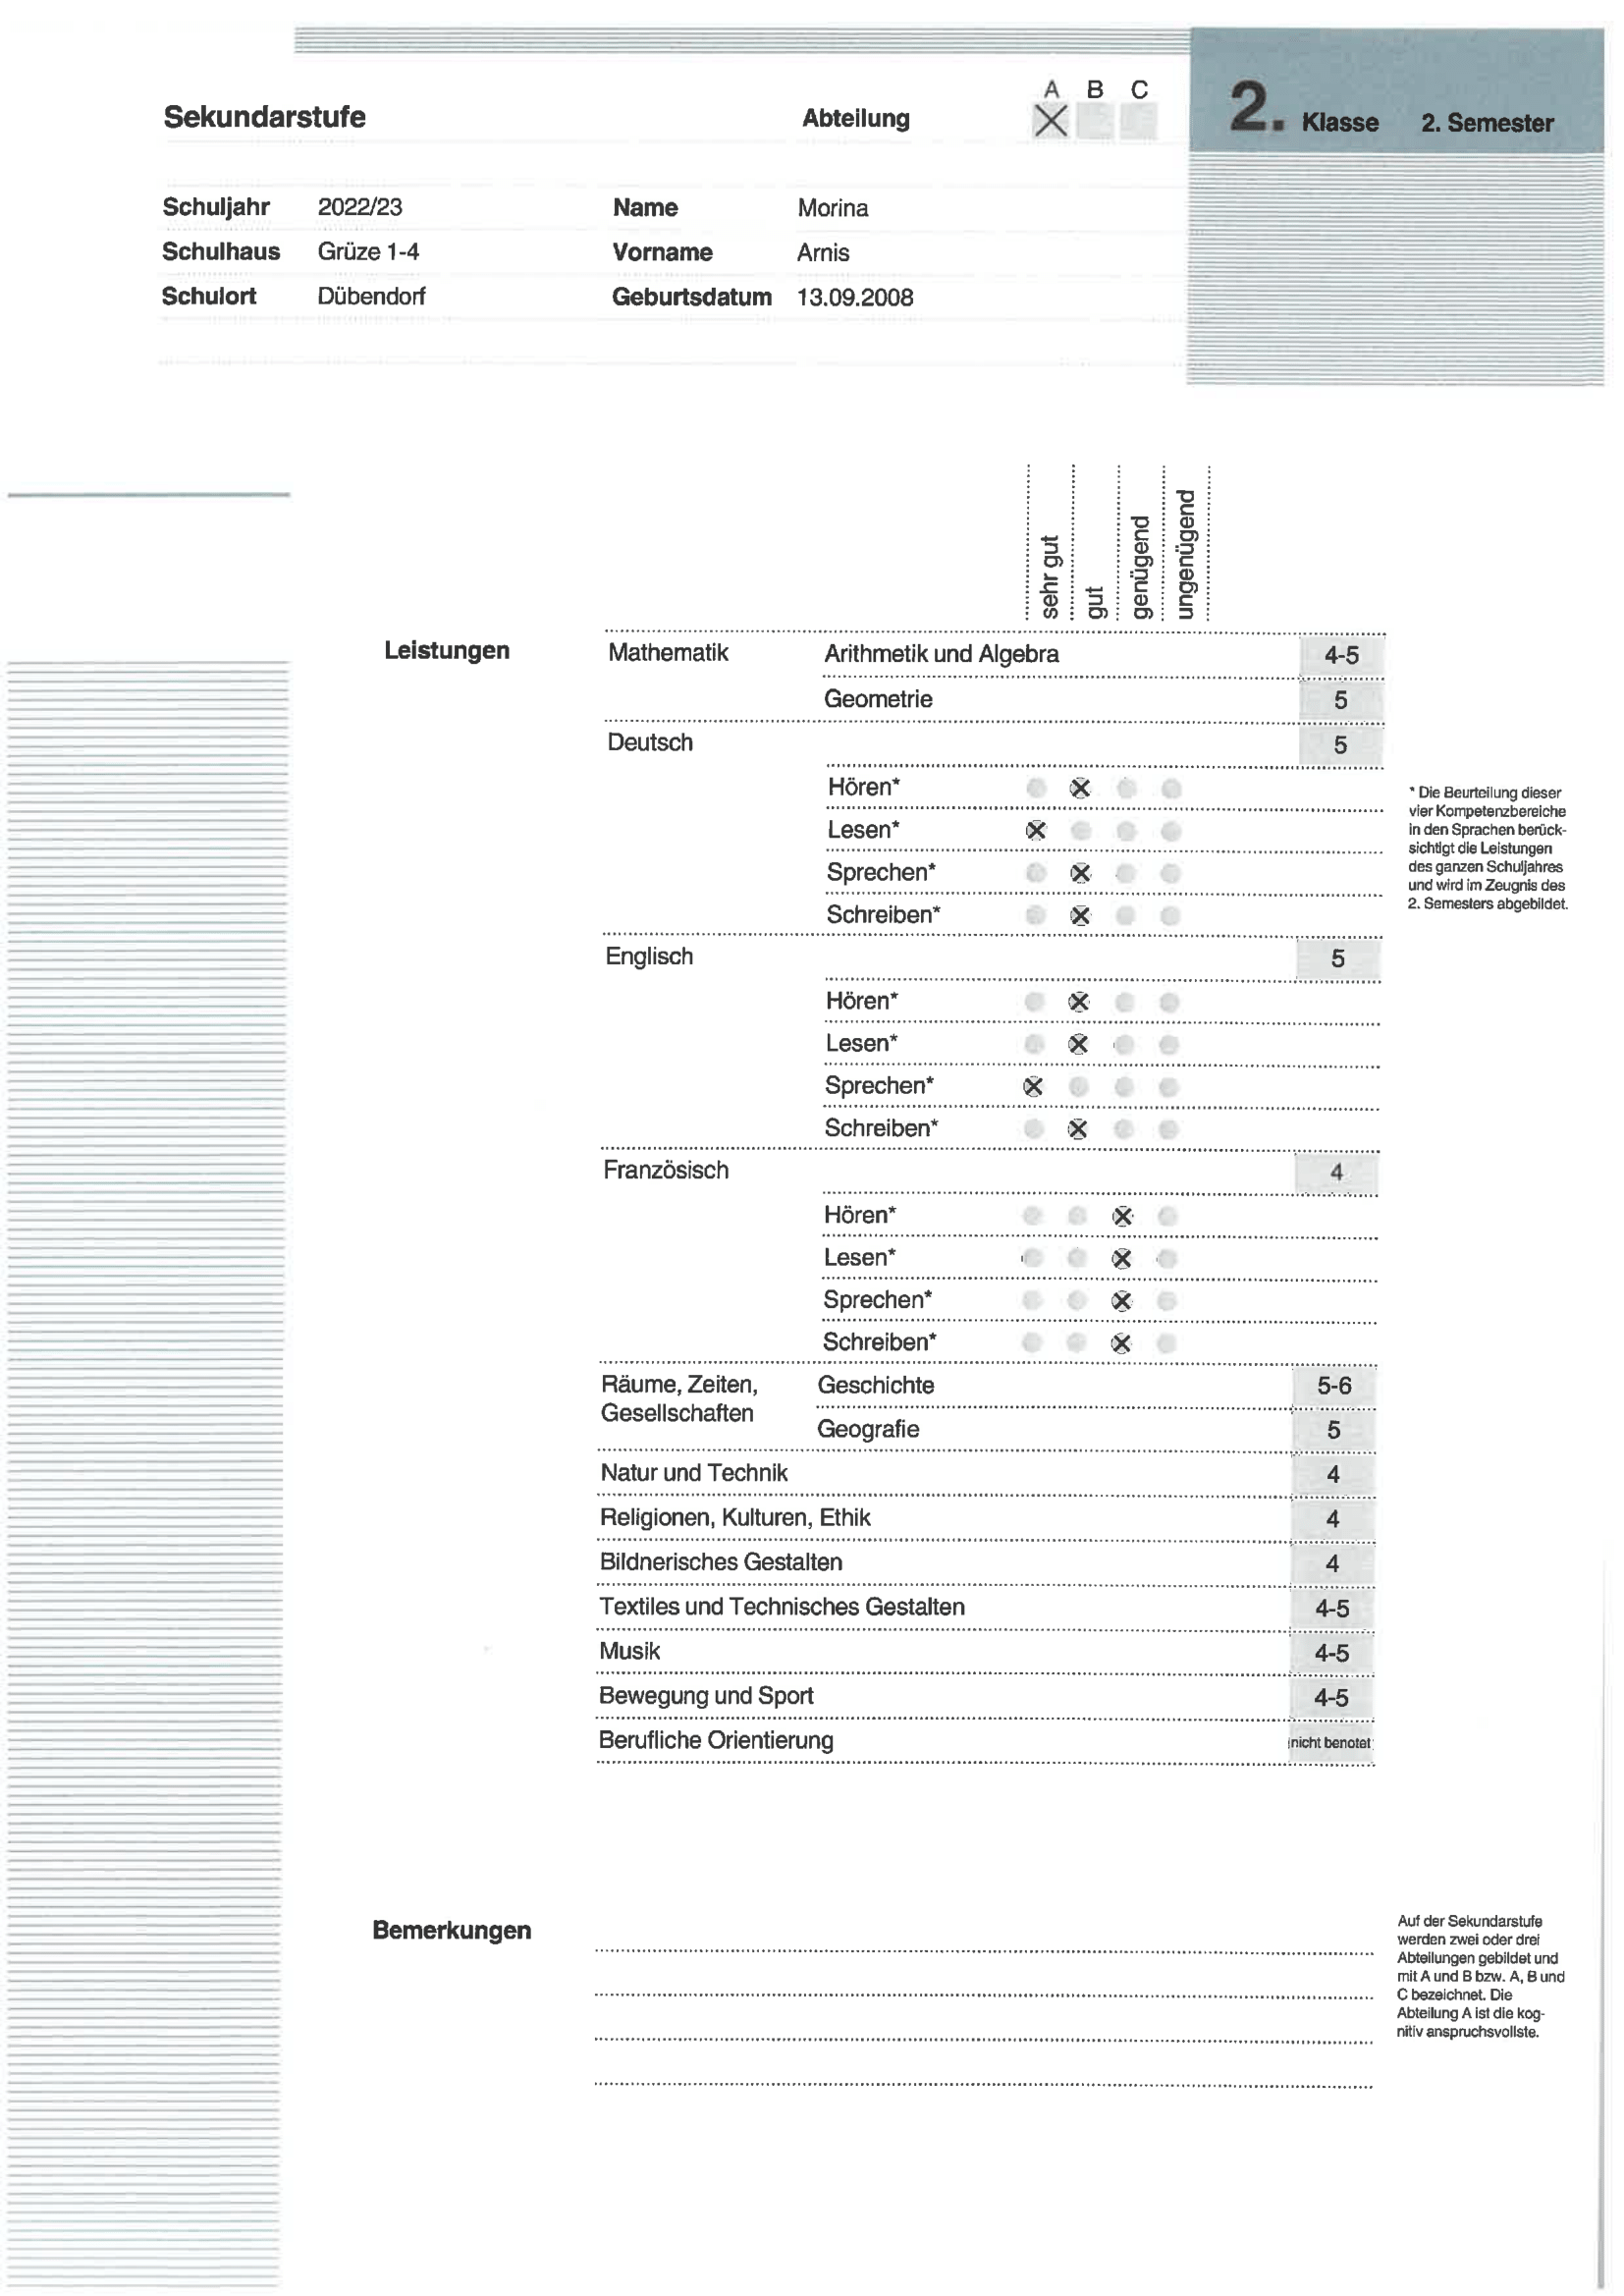 A B C
Sekundarstufe Abteilung 2. Klasse 2. Semester
Schuljahr 2022/23 Name Morina
Schulhaus Grüze 1-4 Vorname Arnis
Schulort Dübendorf Geburtsdatum 13.09.2008
sehr gut
gut
genügend
ungenügend
Leistungen Mathematik Arithmetik und Algebra 4-5
Geometrie 5
Deutsch 5
Hören*
Lesen*
Sprechen*
Schreiben*
* Die Beurteilung dieser
vier Kompetenzbereiche
in den Sprachen berück-
sichtigt die Leistungen
des ganzen Schuljahres
und wird im Zeugnis des
2. Semesters abgebildet.
Englisch 5
Hören*
Lesen*
Sprechen*
Schreiben*
Französisch 4
Hören*
Lesen*
Sprechen*
Schreiben*
Räume, Zeiten, Geschichte 5-6
Gesellschaften
Geografie 5
Natur und Technik 4
Religionen, Kulturen, Ethik 4
Bildnerisches Gestalten 4
Textiles und Technisches Gestalten 4-5
Musik 4-5
Bewegung und Sport 4-5
Berufliche Orientierung nicht benotet
Bemerkungen
Auf der Sekundarstufe
werden zwei oder drei
Abteilungen gebildet und
mit A und B bzw. A, B und
C bezeichnet. Die
Abteilung A ist die kog-
nitiv anspruchsvollste.